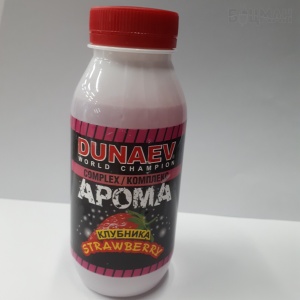 DUNAEV
WORLD CHAMPION
COMPLEX / КОМПЛЕКС
АРОМА
КЛУБНИКА
STRAWBERRY